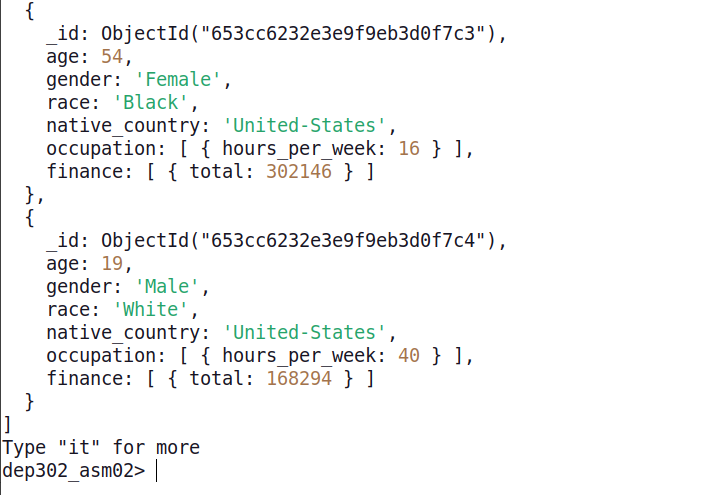 {
_id: ObjectId("653cc6232e3e9f9eb3d0f7c3"),
age: 54,
gender: 'Female',
race: 'Black',
native_country: 'United-States',
occupation: [ { hours_per_week: 16 } ],
finance: [ { total: 302146 } ]
},
{
_id: ObjectId("653cc6232e3e9f9eb3d0f7c4"),
age: 19,
gender: 'Male',
race: 'White',
native_country: 'United-States',
occupation: [ { hours_per_week: 40 } ],
finance: [ { total: 168294 } ]
}
]
Type "it" for more
dep302_asm02>